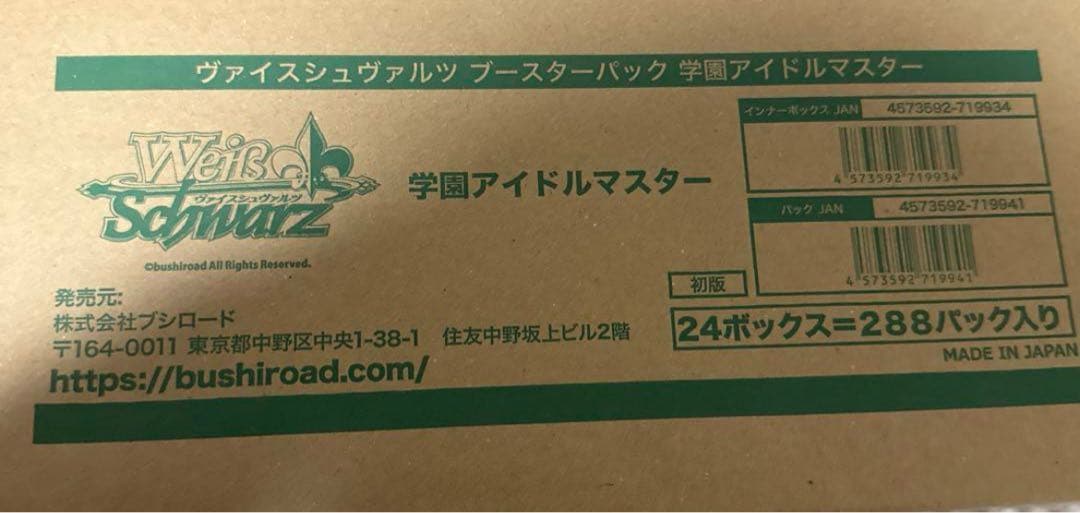 ヴァイスシュヴァルツ ブースターパック 学園アイドルマスター
Weiß
ヴァイスシュヴァルツ
Schwarz
©bushiroad All Rights Reserved.
学園アイドルマスター
インナーボックス JAN 4573592-719934
4 573592 719934
パック JAN 4573592-719941
4 573592 719941
初版
24ボックス=288パック入り
MADE IN JAPAN
発売元:
株式会社ブシロード
〒164-0011 東京都中野区中央1-38-1 住友中野坂上ビル2階
https://bushiroad.com/